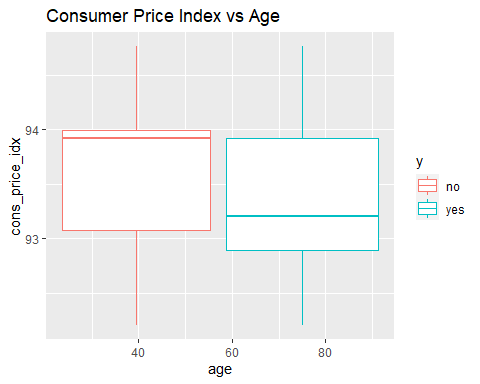 Consumer Price Index vs Age
94
93
cons_price_idx
40
60
80
age
y
no
yes